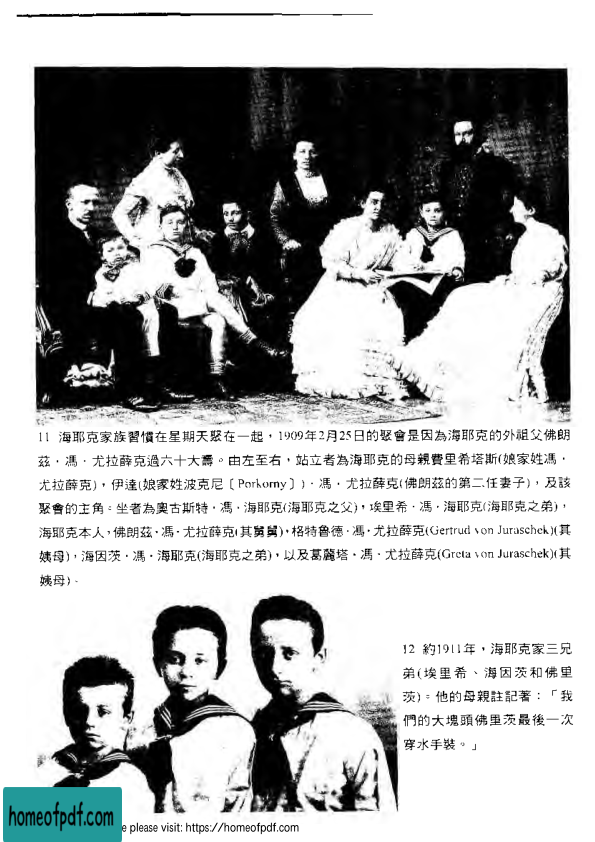 11 海耶克家族習慣在星期天聚在一起，1909年2月25日的聚會是因為海耶克的外祖父佛朗
茲．馮．尤拉薛克過六十大壽。由左至右，站立者為海耶克的母親費里希塔斯(娘家姓馮．
尤拉薛克)，伊達(娘家姓波克尼〔Porkorny〕)．馮．尤拉薛克(佛朗茲的第二任妻子)，及該
聚會的主角。坐者為奧古斯特．馮．海耶克(海耶克之父)，埃里希．馮．海耶克(海耶克之弟)，
海耶克本人，佛朗茲．馮．尤拉薛克(其舅舅)，格特魯德．馮．尤拉薛克(Gertrud von Juraschek)(其
姨母)，海因茨．馮．海耶克(海耶克之弟)，以及葛麗塔．馮．尤拉薛克(Greta von Juraschek)(其
姨母)。
12 約1911年，海耶克家三兄
弟(埃里希、海因茨和佛里
茨)。他的母親註記著：「我
們的大塊頭佛里茨最後一次
穿水手裝。」
homeofpdf.com
e please visit: https://homeofpdf.com